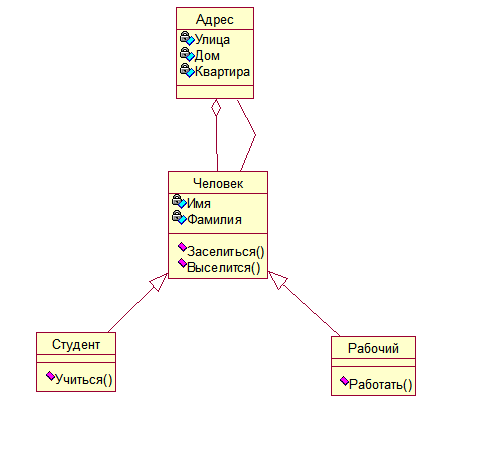 Адрес
Улица
Дом
Квартира
Человек
Имя
Фамилия
Заселиться()
Выселится()
Студент
Учиться()
Рабочий
Работать()